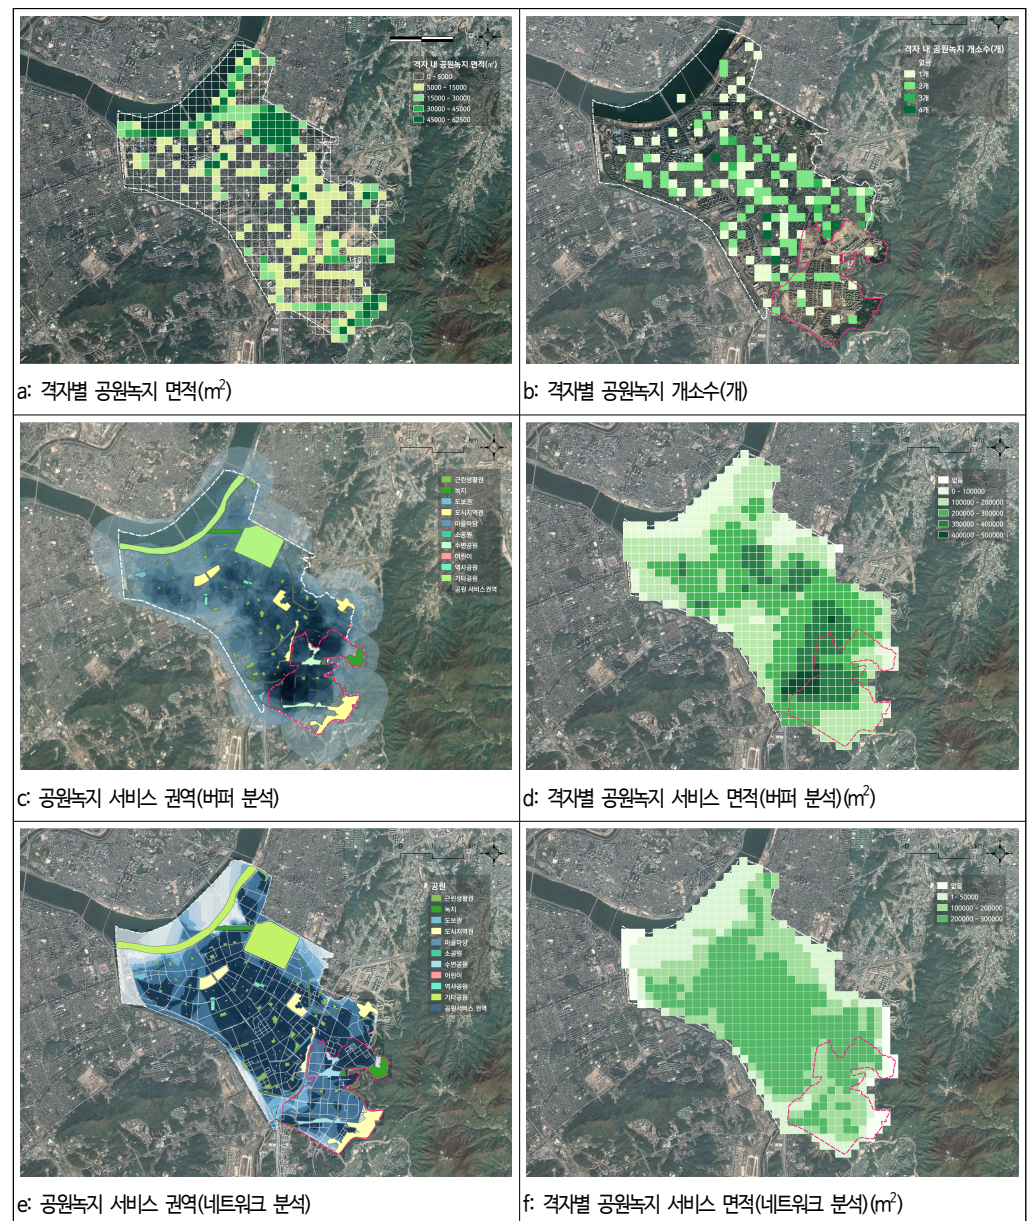 격자 내 공원녹지 면적(㎡)
0 - 5000
5000 - 15000
15000 - 30000
30000 - 45000
45000 - 62500
격자 내 공원녹지 개소수(개)
없음
1개
2개
3개
4개
a: 격자별 공원녹지 면적(m²)
b: 격자별 공원녹지 개소수(개)
0
2 km
근린생활권
녹지
도보권
도시지역권
마을마당
소공원
수변공원
어린이
역사공원
기타공원
공원 서비스권역
0
없음
0 - 100000
100000 - 200000
200000 - 300000
300000 - 400000
400000 - 500000
c: 공원녹지 서비스 권역(버퍼 분석)
d: 격자별 공원녹지 서비스 면적(버퍼 분석)(m²)
공원
근린생활권
녹지
도보권
도시지역권
마을마당
소공원
수변공원
어린이
역사공원
기타공원
공원서비스 권역
없음
1 - 50000
100000 - 200000
200000 - 300000
e: 공원녹지 서비스 권역(네트워크 분석)
f: 격자별 공원녹지 서비스 면적(네트워크 분석)(m²)